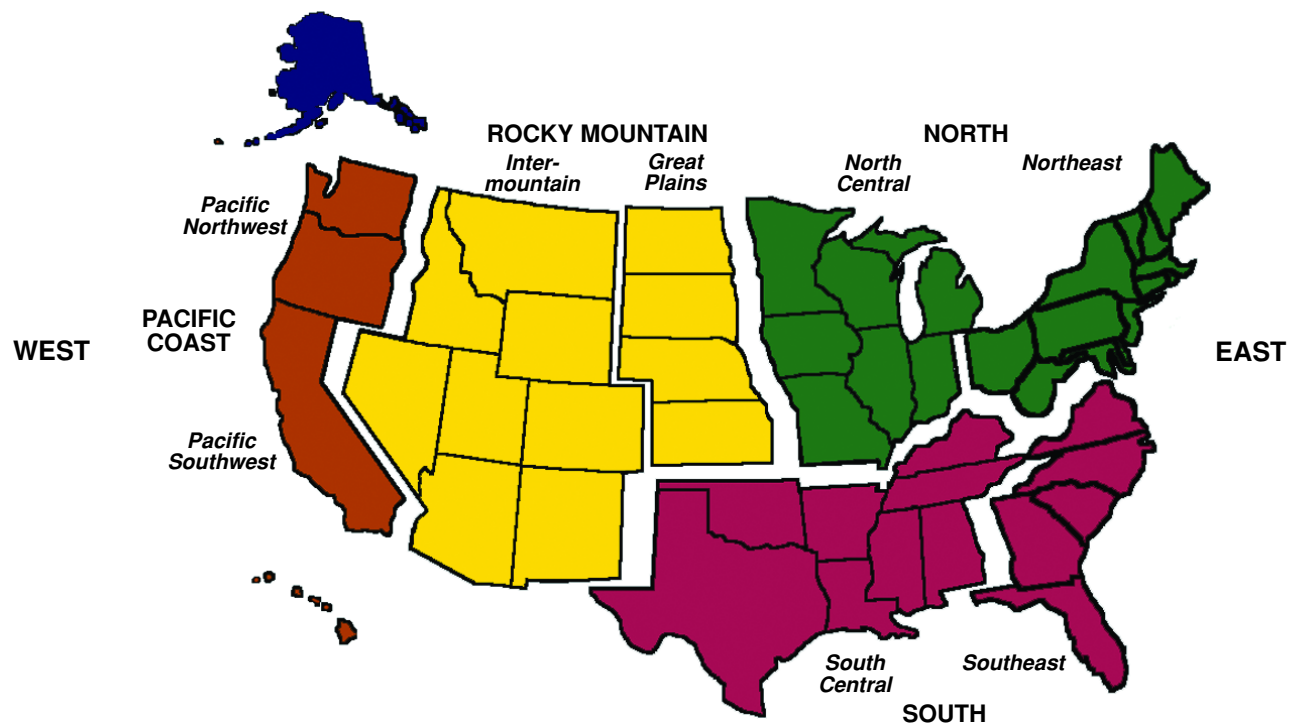 ROCKY MOUNTAIN
NORTH
Inter-
mountain
Great
Plains
North
Central
Northeast
Pacific
Northwest
PACIFIC
COAST
WEST
EAST
Pacific
Southwest
South
Central
Southeast
SOUTH